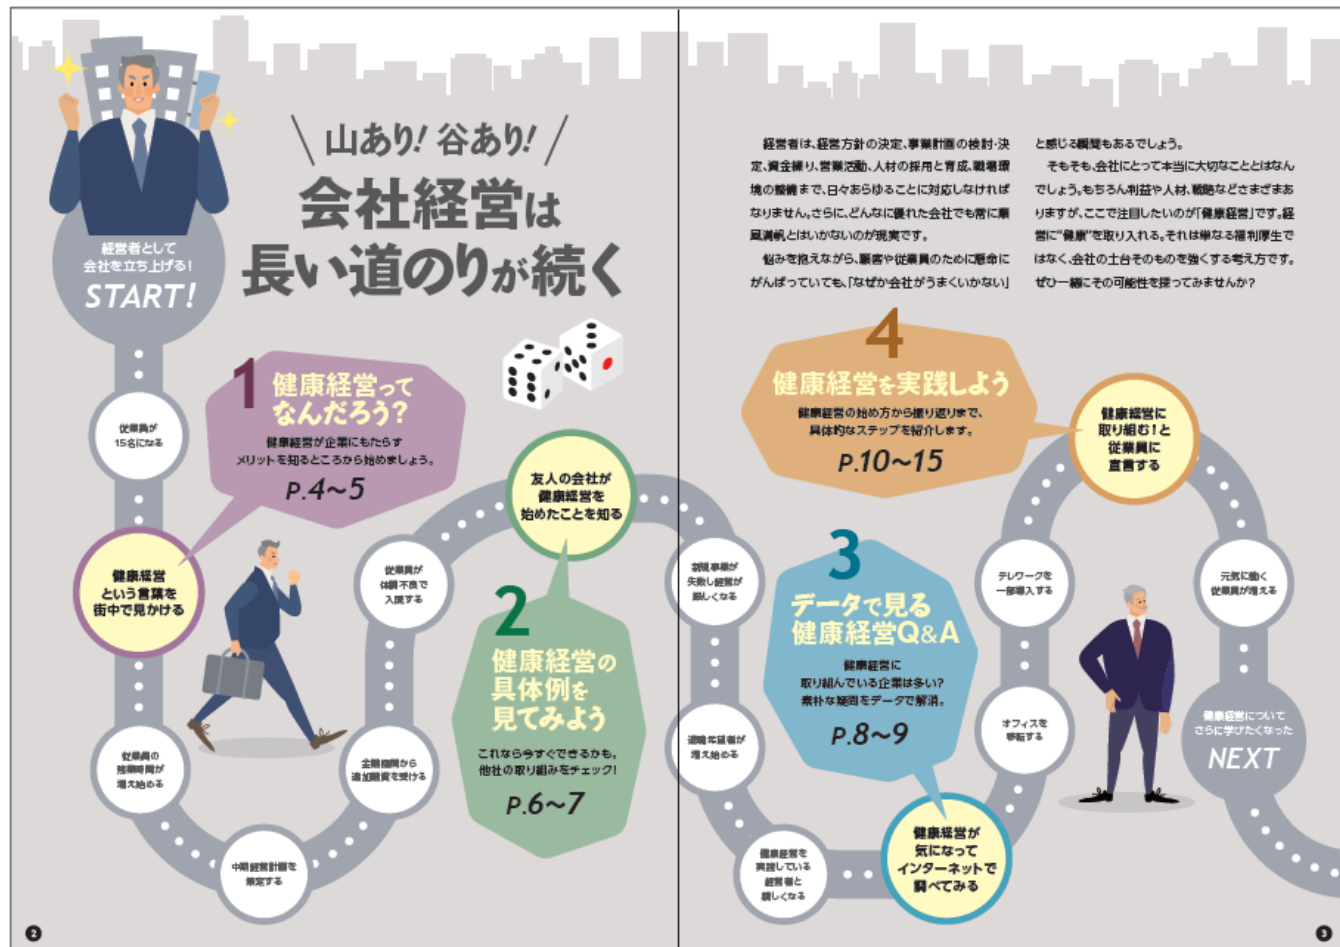 山あり! 谷あり!
会社経営は
長い道のりが続く
経営者として
会社を立ち上げる!
START!
経営者は、経営方針の決定、事業計画の検討・決
定、資金繰り、営業活動、人材の採用と育成、職場環
境の整備まで、日々あらゆることに対応しなければ
なりません。さらに、どんなに優れた会社でも常に順
風満帆とはいかないのが現実です。
悩みを抱えながら、顧客や従業員のために懸命に
がんばっていても、「なぜか会社がうまくいかない」
と感じる瞬間もあるでしょう。
そもそも、会社にとって本当に大切なこととはなん
でしょう。もちろん利益や人材、戦略などさまざまあ
りますが、ここで注目したいのが「健康経営」です。経
営に“健康”を取り入れる。それは単なる福利厚生で
はなく、会社の土台そのものを強くする考え方です。
ぜひ一緒にその可能性を探ってみませんか?
従業員が
15名になる
1
健康経営って
なんだろう?
健康経営が企業にもたらす
メリットを知るところから始めましょう。
P.4〜5
健康経営
という言葉を
街中で見かける
従業員の
残業時間が
増え始める
中期経営計画を
策定する
金融機関から
追加融資を受ける
従業員が
体調不良で
入院する
友人の会社が
健康経営を
始めたことを知る
2
健康経営の
具体例を
見てみよう
これなら今すぐできるかも。
他社の取り組みをチェック!
P.6〜7
新規事業が
失敗し経営が
厳しくなる
退職希望者が
増え始める
健康経営を
実践している
経営者と
親しくなる
健康経営が
気になって
インターネットで
調べてみる
3
データで見る
健康経営Q&A
健康経営に
取り組んでいる企業は多い?
素朴な疑問をデータで解消。
P.8〜9
オフィスを
移転する
テレワークを
一部導入する
4
健康経営を実践しよう
健康経営の始め方から振り返りまで、
具体的なステップを紹介します。
P.10〜15
健康経営に
取り組む!と
従業員に
宣言する
元気に働く
従業員が増える
健康経営について
さらに学びたくなった
NEXT
2
3